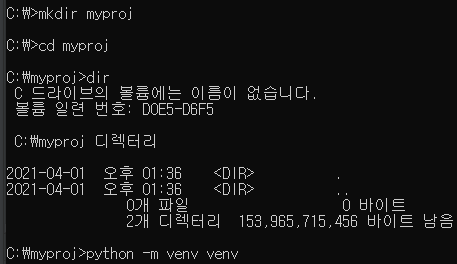 C:₩>mkdir myproj
C:₩>cd myproj
C:₩myproj>dir
C 드라이브의 볼륨에는 이름이 없습니다.
볼륨 일련 번호: D0E5-D6F5
C:₩myproj 디렉터리
2021-04-01 오후 01:36 <DIR> .
2021-04-01 오후 01:36 <DIR> ..
0개 파일 0 바이트
2개 디렉터리 153,965,715,456 바이트 남음
C:₩myproj>python -m venv venv